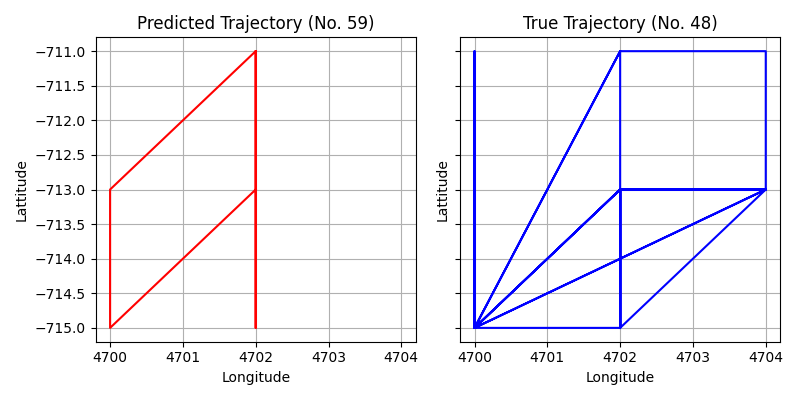 Predicted Trajectory (No. 59)
True Trajectory (No. 48)
Lattitude
−711.0
−711.5
−712.0
−712.5
−713.0
−713.5
−714.0
−714.5
−715.0
4700 4701 4702 4703 4704
Longitude
Lattitude
4700 4701 4702 4703 4704
Longitude